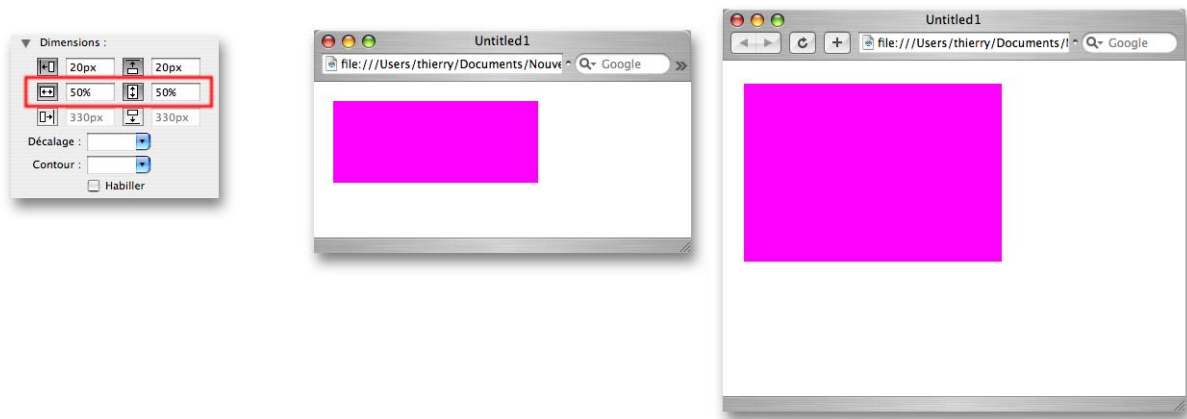 Dimensions :
20px 20px
50% 50%
330px 330px
Décalage :
Contour :
Habiller
Untitled1
file:///Users/thierry/Documents/Nouve Google
Untitled1
file:///Users/thierry/Documents/I Google